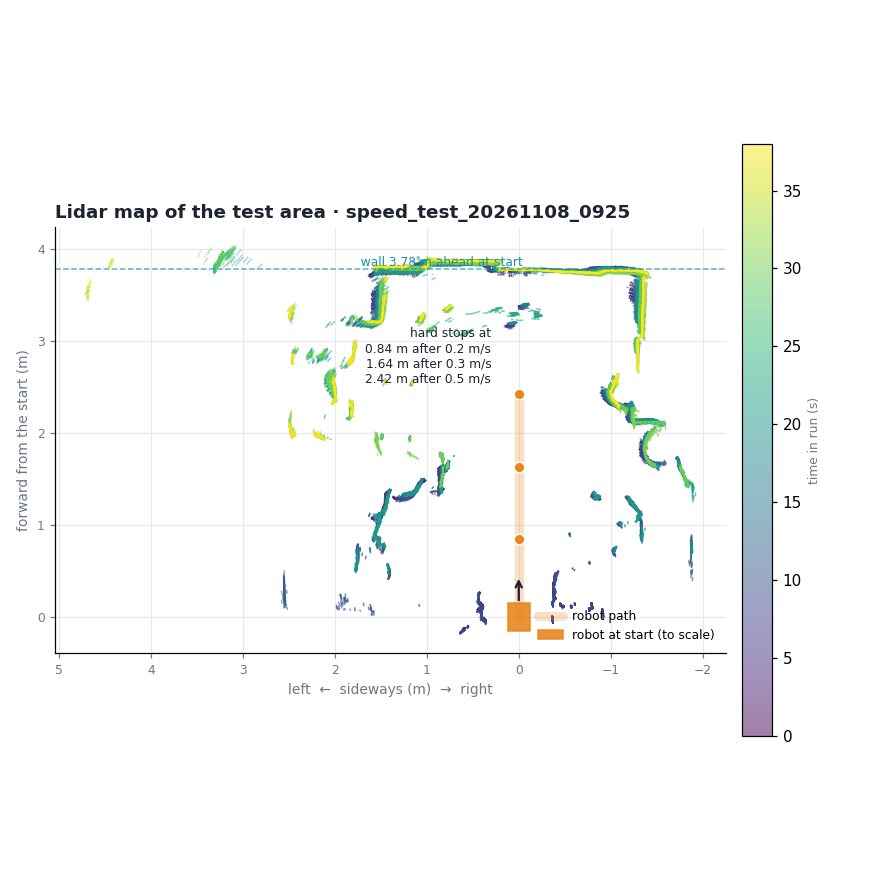 Lidar map of the test area · speed_test_20261108_0925
wall 3.78 m ahead at start
hard stops at
0.84 m after 0.2 m/s
1.64 m after 0.3 m/s
2.42 m after 0.5 m/s
robot path
robot at start (to scale)
forward from the start (m)
4
3
2
1
0
5
4
3
2
1
0
−1
−2
left ← sideways (m) → right
35
30
25
20
15
10
5
0
time in run (s)